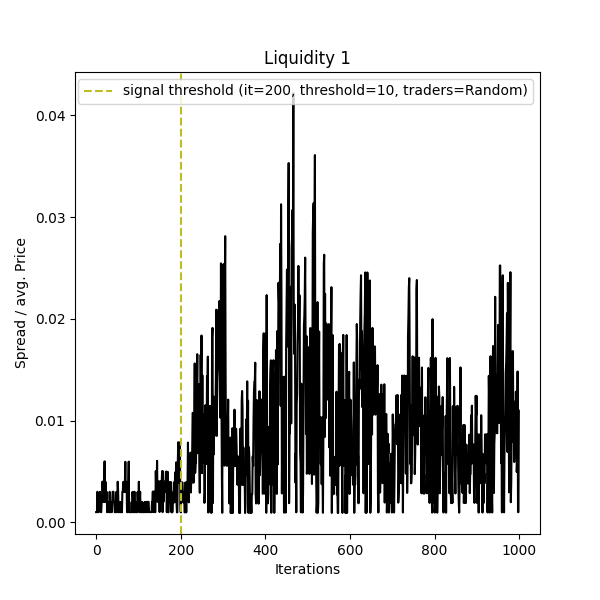 Liquidity 1
signal threshold (it=200, threshold=10, traders=Random)
0.04
0.03
0.02
0.01
0.00
Spread / avg. Price
0 200 400 600 800 1000
Iterations